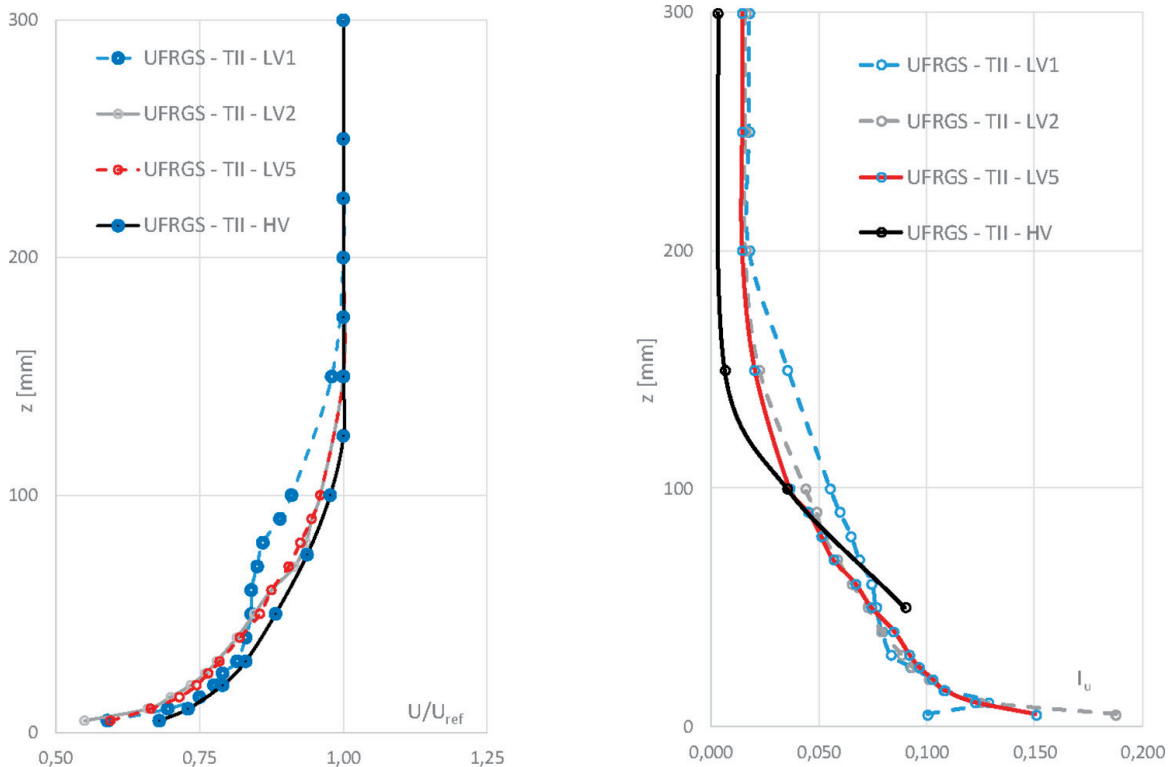 300
200
100
0
z [mm]
UFRGS - TII - LV1
UFRGS - TII - LV2
UFRGS - TII - LV5
UFRGS - TII - HV
U/Uref
0,50
0,75
1,00
1,25
300
200
100
0
z [mm]
UFRGS - TII - LV1
UFRGS - TII - LV2
UFRGS - TII - LV5
UFRGS - TII - HV
Iu
0,000
0,050
0,100
0,150
0,200